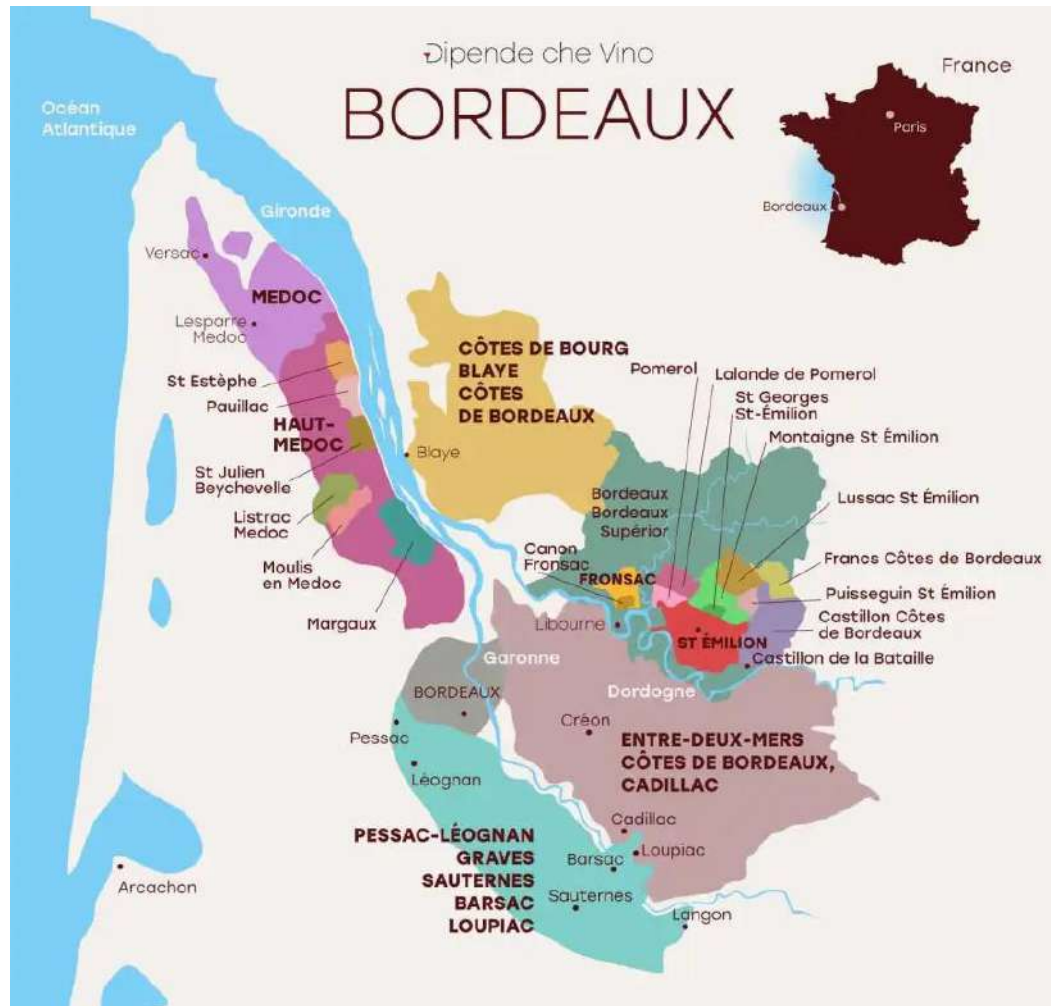 Dipende che Vino
BORDEAUX
France
Paris
Bordeaux
Océan
Atlantique
Gironde
Versac
MEDOC
Lesparre
Medoc
St Estèphe
Pauillac
HAUT-
MEDOC
St Julien
Beychevelle
Listrac
Medoc
Moulis
en Medoc
Margaux
CÔTES DE BOURG
BLAYE
CÔTES
DE BORDEAUX
Blaye
Pomerol
Lalande de Pomerol
St Georges
St-Émilion
Montaigne St Émilion
Bordeaux
Bordeaux
Supérior
Lussac St Émilion
Canon
Fronsac
FRONSAC
Francs Côtes de Bordeaux
Puisseguin St Émilion
Libourne
Castillon Côtes
de Bordeaux
ST ÉMILION
Castillon de la Bataille
Garonne
Dordogne
BORDEAUX
Pessac
Léognan
Créon
ENTRE-DEUX-MERS
CÔTES DE BORDEAUX,
CADILLAC
Cadillac
Loupiac
PESSAC-LÉOGNAN
GRAVES
SAUTERNES
BARSAC
LOUPIAC
Barsac
Sauternes
Langon
Arcachon